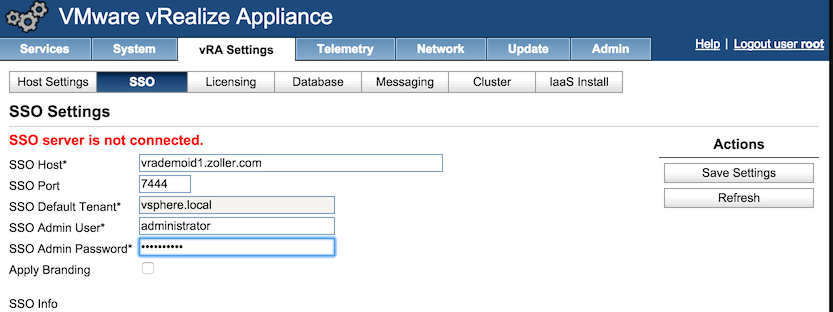 VMware vRealize Appliance
Services System vRA Settings Telemetry Network Update Admin Help | Logout user root
Host Settings SSO Licensing Database Messaging Cluster IaaS Install
SSO Settings
SSO server is not connected.
Actions
SSO Host* vrademoid1.zoller.com
Save Settings
SSO Port 7444
Refresh
SSO Default Tenant* vsphere.local
SSO Admin User* administrator
SSO Admin Password* ••••••••••
Apply Branding
SSO Info